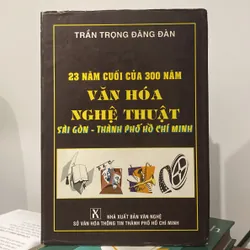 TRẦN TRỌNG ĐĂNG ĐÀN
23 NĂM CUỐI CỦA 300 NĂM
VĂN HÓA
NGHỆ THUẬT
SÀI GÒN - THÀNH PHỐ HỒ CHÍ MINH
NHÀ XUẤT BẢN VĂN NGHỆ
SỞ VĂN HÓA THÔNG TIN THÀNH PHỐ HỒ CHÍ MINH